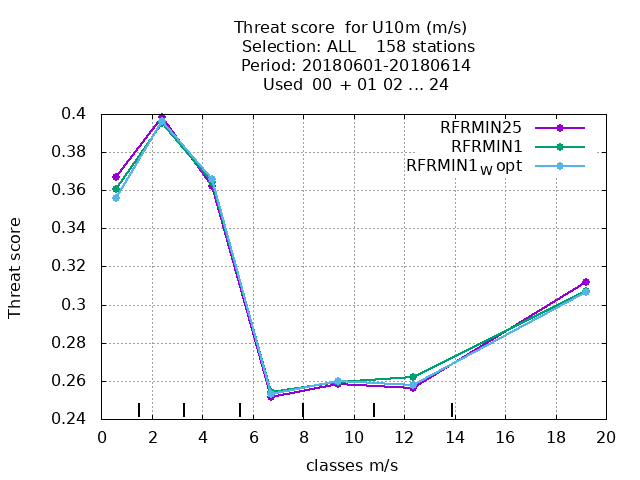 Threat score  for U10m (m/s)
Selection: ALL    158 stations
Period: 20180601-20180614
Used  00 + 01 02 ... 24
RFRMIN25
RFRMIN1
RFRMIN1W opt
0.4
0.38
0.36
0.34
0.32
0.3
0.28
0.26
0.24
Threat score
0 2 4 6 8 10 12 14 16 18 20
classes m/s